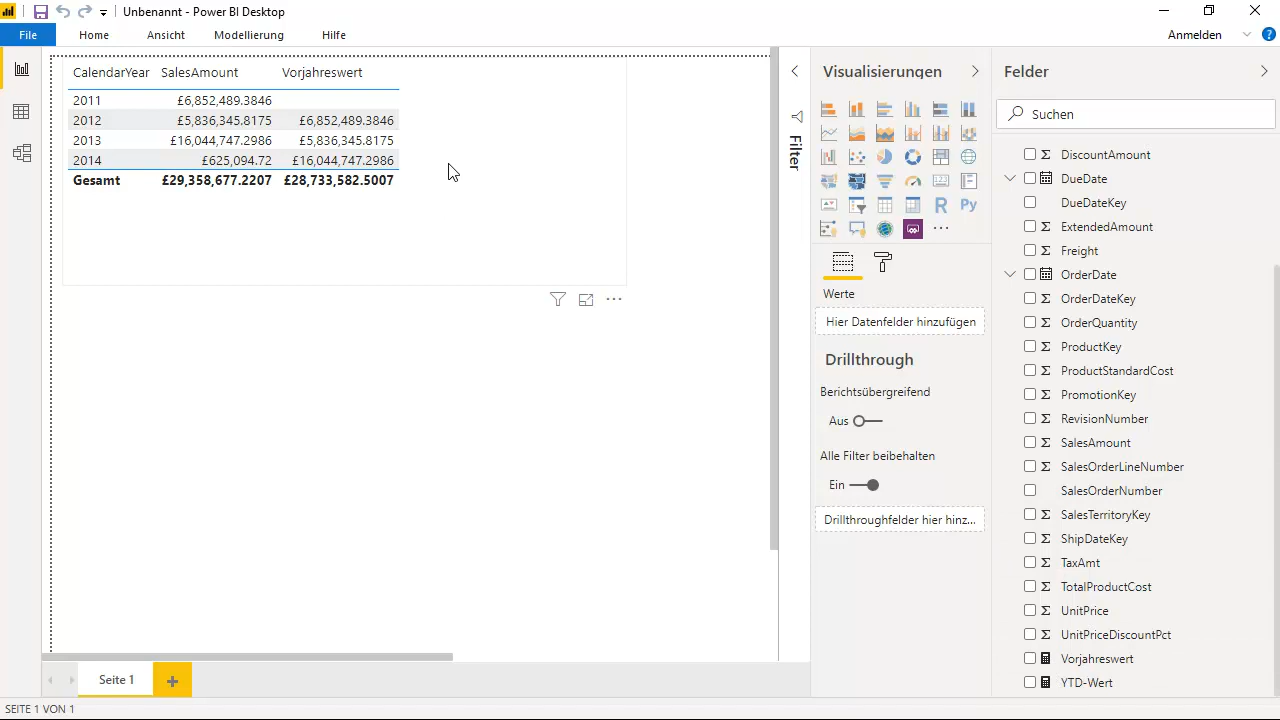 Unbenannt - Power BI Desktop
File Home Ansicht Modellierung Hilfe Anmelden
CalendarYear SalesAmount Vorjahreswert
2011 £6,852,489.3846
2012 £5,836,345.8175 £6,852,489.3846
2013 £16,044,747.2986 £5,836,345.8175
2014 £625,094.72 £16,044,747.2986
Gesamt £29,358,677.2207 £28,733,582.5007
Filter
Visualisierungen
R Py
Werte
Hier Datenfelder hinzufügen
Drillthrough
Berichtsübergreifend
Aus
Alle Filter beibehalten
Ein
Drillthroughfelder hier hinz...
Felder
Suchen
DiscountAmount
DueDate
DueDateKey
ExtendedAmount
Freight
OrderDate
OrderDateKey
OrderQuantity
ProductKey
ProductStandardCost
PromotionKey
RevisionNumber
SalesAmount
SalesOrderLineNumber
SalesOrderNumber
SalesTerritoryKey
ShipDateKey
TaxAmt
TotalProductCost
UnitPrice
UnitPriceDiscountPct
Vorjahreswert
YTD-Wert
Seite 1
SEITE 1 VON 1